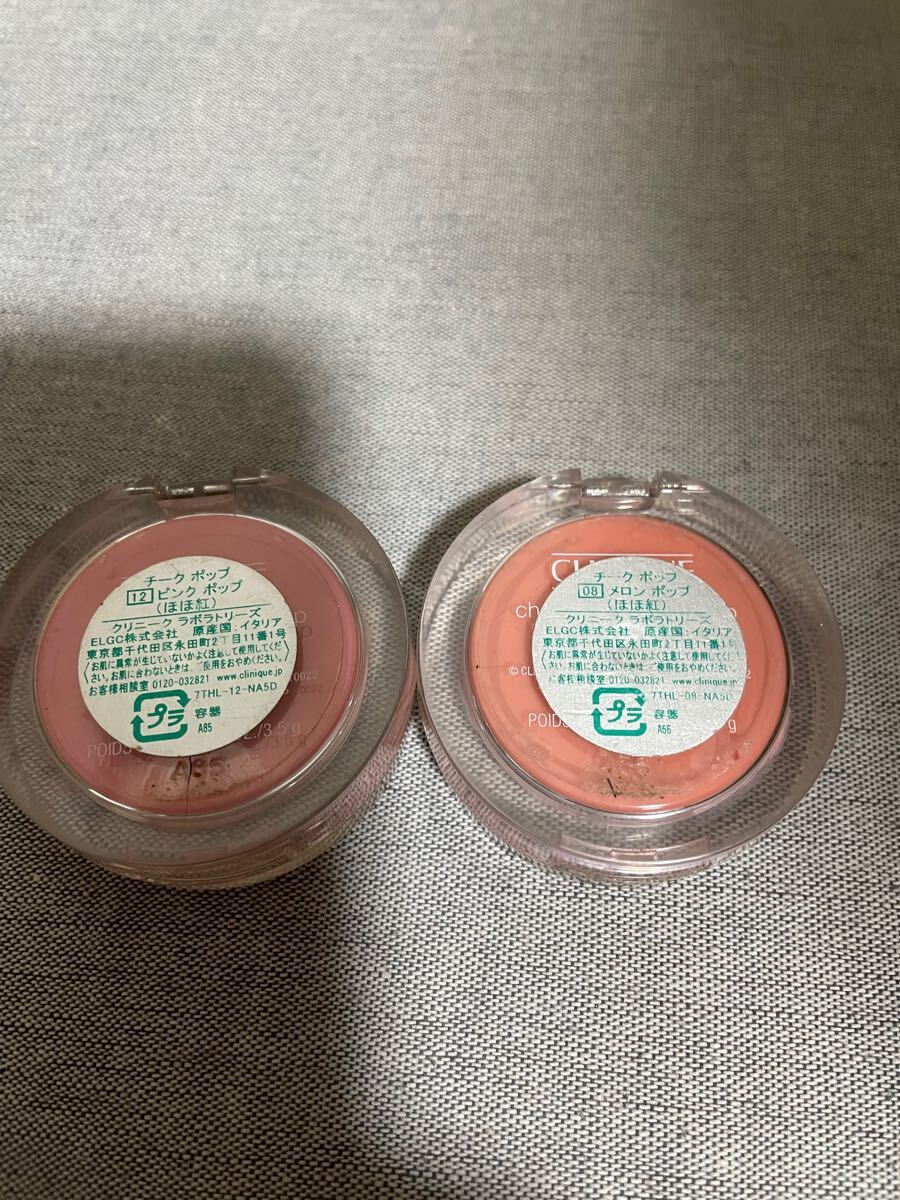 チーク ポップ
12 ピンク ポップ
(ほほ紅)
クリニーク ラボラトリーズ
ELGC株式会社 原産国:イタリア
東京都千代田区永田町2丁目11番1号
お肌に異常が生じていないかよく注意して使用してくだ
さい。お肌に合わないときは、ご使用をおやめください。
お客様相談室 0120-032821 www.clinique.jp
7THL-12-NA5D
プラ 容器
A85
0022
POIDS
/3.5 g
A85
チーク ポップ
08 メロン ポップ
(ほほ紅)
クリニーク ラボラトリーズ
ELGC株式会社 原産国:イタリア
東京都千代田区永田町2丁目11番1号
お肌に異常が生じていないかよく注意して使用してくだ
さい。お肌に合わないときは、ご使用をおやめください。
お客様相談室 0120-032821 www.clinique.jp
7THL-08-NA5D
プラ 容器
A56
© CL
0022
POIDS
g